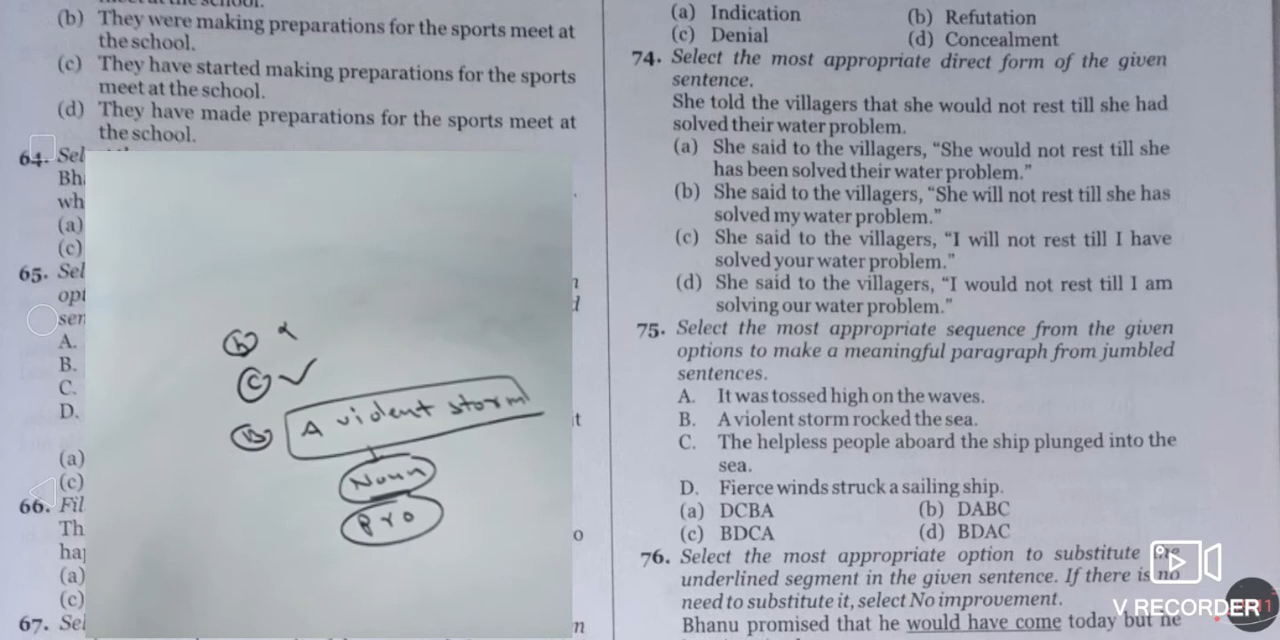 (b) They were making preparations for the sports meet at
the school.
(c) They have started making preparations for the sports
meet at the school.
(d) They have made preparations for the sports meet at
the school.
64. Sel
Bh
wh
(a)
(c)
65. Sel
opt
sen
A.
B.
C.
D.
(a)
(c)
66. Fil
Th
hap
(a)
(c)
67. Sel
(b)
(c) ✓
(B) A violent storm
Noun
Pro
(a) Indication (b) Refutation
(c) Denial (d) Concealment
74. Select the most appropriate direct form of the given
sentence.
She told the villagers that she would not rest till she had
solved their water problem.
(a) She said to the villagers, “She would not rest till she
has been solved their water problem.”
(b) She said to the villagers, “She will not rest till she has
solved my water problem.”
(c) She said to the villagers, “I will not rest till I have
solved your water problem.”
(d) She said to the villagers, “I would not rest till I am
solving our water problem.”
75. Select the most appropriate sequence from the given
options to make a meaningful paragraph from jumbled
sentences.
A. It was tossed high on the waves.
B. A violent storm rocked the sea.
C. The helpless people aboard the ship plunged into the
sea.
D. Fierce winds struck a sailing ship.
(a) DCBA (b) DABC
(c) BDCA (d) BDAC
76. Select the most appropriate option to substitute the
underlined segment in the given sentence. If there is no
need to substitute it, select No improvement.
Bhanu promised that he would have come today but he
V RECORDER